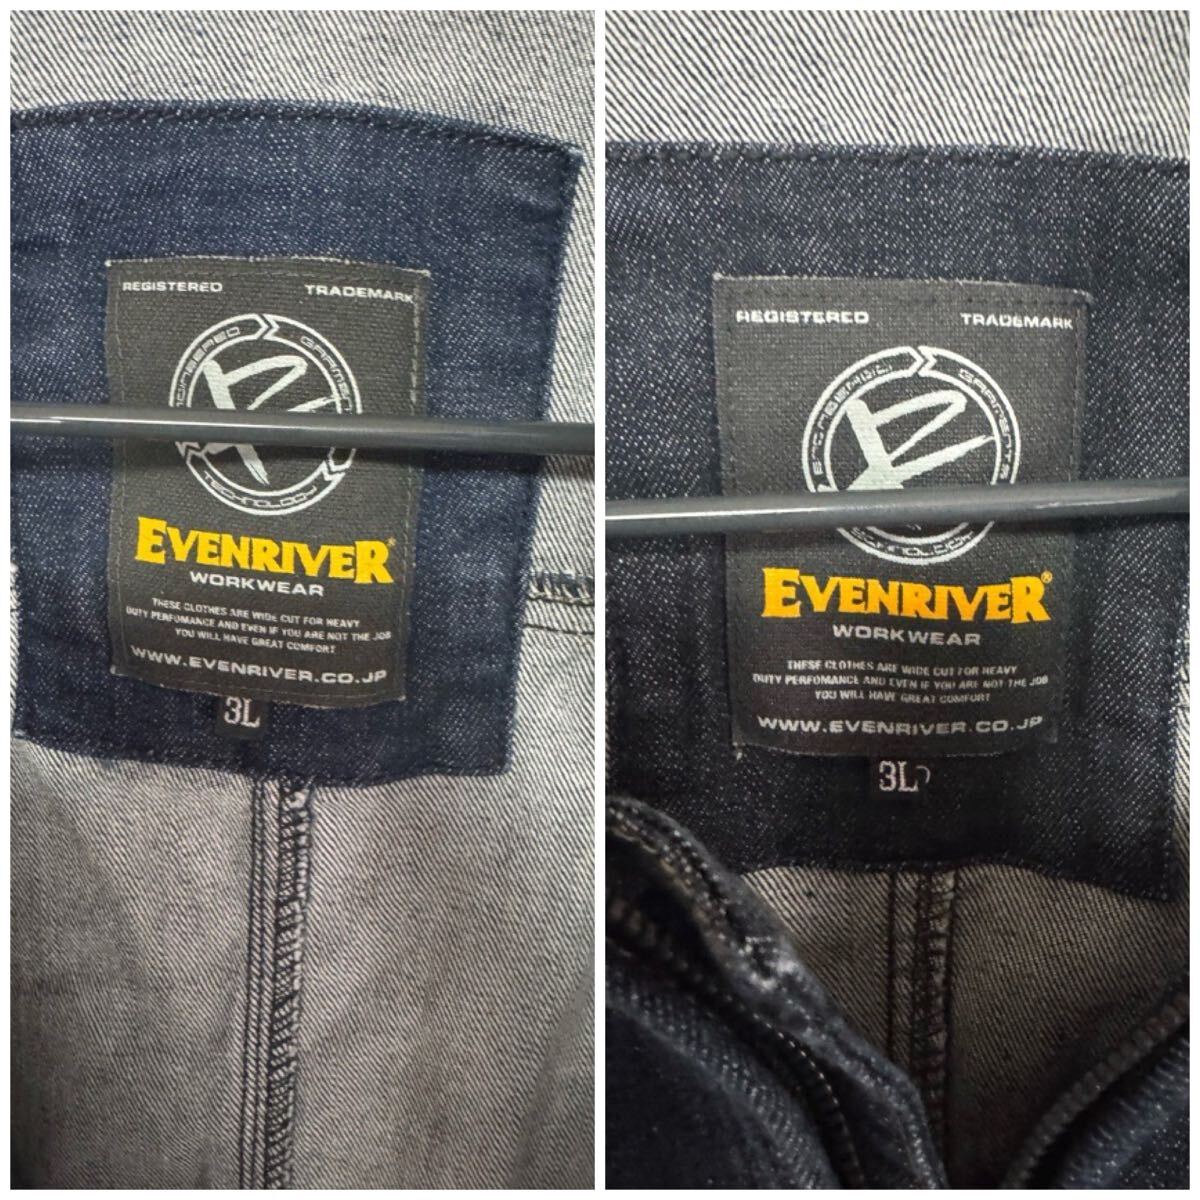 REGISTERED TRADEMARK
GARMENTS
TECHNOLOGY
EVENRIVER®
WORKWEAR
THESE CLOTHES ARE WIDE CUT FOR HEAVY
DUTY PERFOMANCE AND EVEN IF YOU ARE NOT THE JOB
YOU WILL HAVE GREAT COMFORT
WWW.EVENRIVER.CO.JP
3L
REGISTERED TRADEMARK
GARMENTS
TECHNOLOGY
EVENRIVER®
WORKWEAR
THESE CLOTHES ARE WIDE CUT FOR HEAVY
DUTY PERFOMANCE AND EVEN IF YOU ARE NOT THE JOB
YOU WILL HAVE GREAT COMFORT
WWW.EVENRIVER.CO.JP
3L